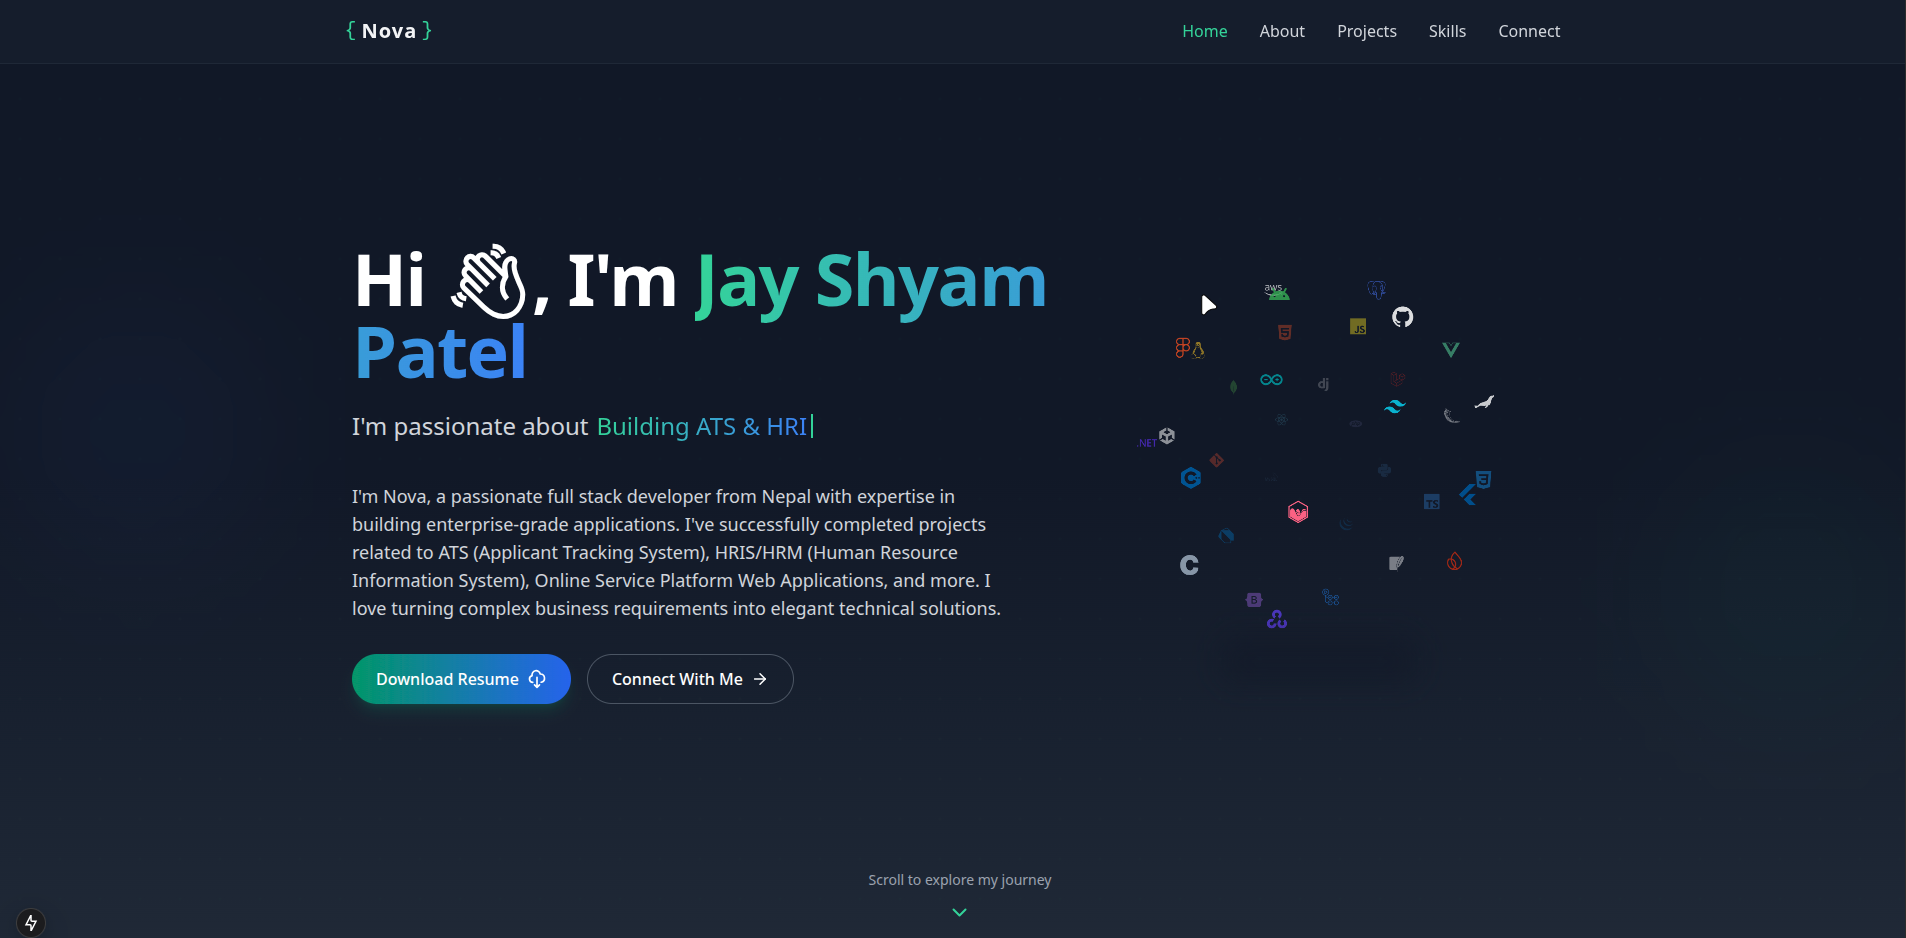 { Nova }
Home About Projects Skills Connect
Hi 👋, I'm Jay Shyam
Patel
I'm passionate about Building ATS & HRI
I'm Nova, a passionate full stack developer from Nepal with expertise in
building enterprise-grade applications. I've successfully completed projects
related to ATS (Applicant Tracking System), HRIS/HRM (Human Resource
Information System), Online Service Platform Web Applications, and more. I
love turning complex business requirements into elegant technical solutions.
Download Resume
Connect With Me
aws
JS
dj
.NET
TS
B
Scroll to explore my journey